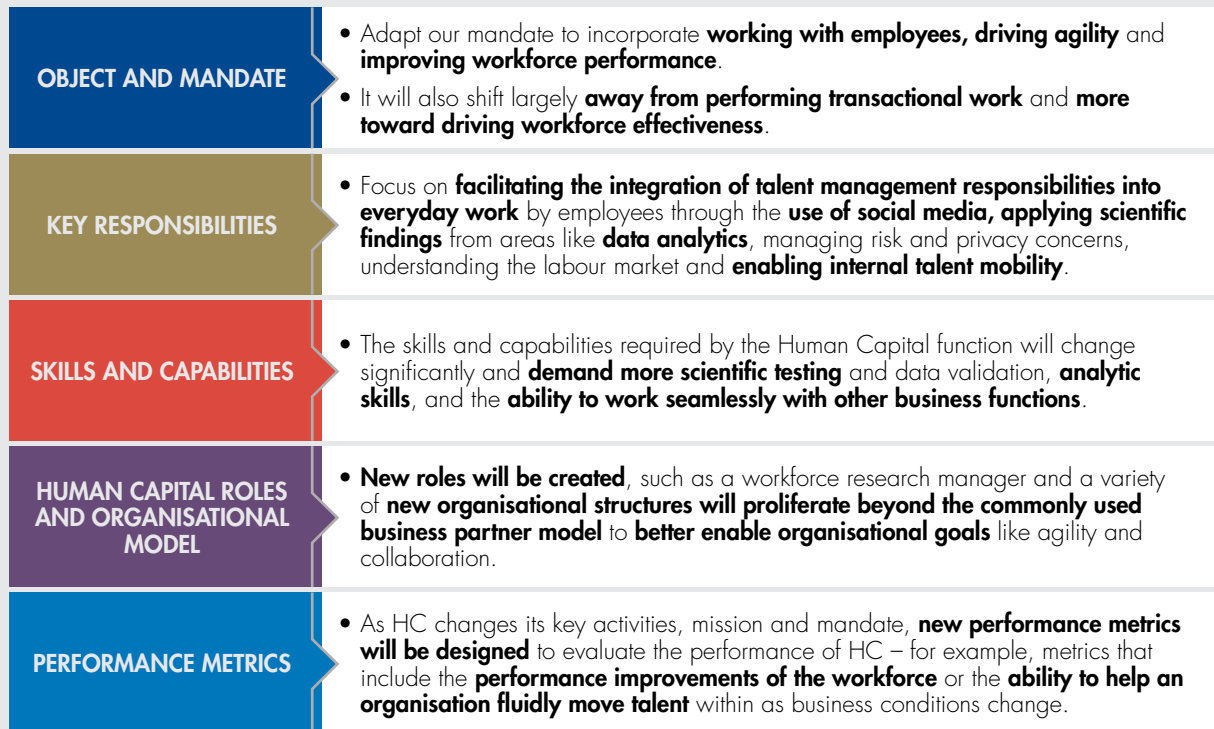 OBJECT AND MANDATE
• Adapt our mandate to incorporate working with employees, driving agility and
improving workforce performance.
• It will also shift largely away from performing transactional work and more
toward driving workforce effectiveness.
KEY RESPONSIBILITIES
• Focus on facilitating the integration of talent management responsibilities into
everyday work by employees through the use of social media, applying scientific
findings from areas like data analytics, managing risk and privacy concerns,
understanding the labour market and enabling internal talent mobility.
SKILLS AND CAPABILITIES
• The skills and capabilities required by the Human Capital function will change
significantly and demand more scientific testing and data validation, analytic
skills, and the ability to work seamlessly with other business functions.
HUMAN CAPITAL ROLES
AND ORGANISATIONAL
MODEL
• New roles will be created, such as a workforce research manager and a variety
of new organisational structures will proliferate beyond the commonly used
business partner model to better enable organisational goals like agility and
collaboration.
PERFORMANCE METRICS
• As HC changes its key activities, mission and mandate, new performance metrics
will be designed to evaluate the performance of HC – for example, metrics that
include the performance improvements of the workforce or the ability to help an
organisation fluidly move talent within as business conditions change.